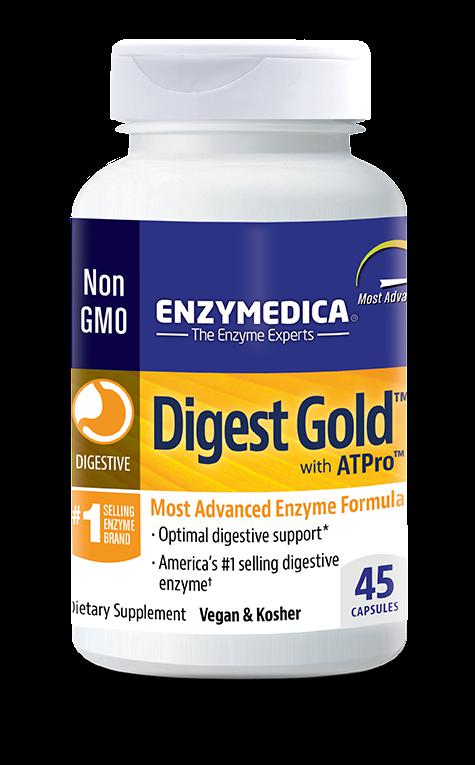 Non
GMO
ENZYMEDICA®
The Enzyme Experts
Most
DIGESTIVE
Digest Gold™
with ATPro™
#1 SELLING
ENZYME
BRAND
Most Advanced Enzyme Formula
· Optimal digestive support*
· America's #1 selling digestive
enzyme†
45
CAPSULES
Dietary Supplement Vegan & Kosher